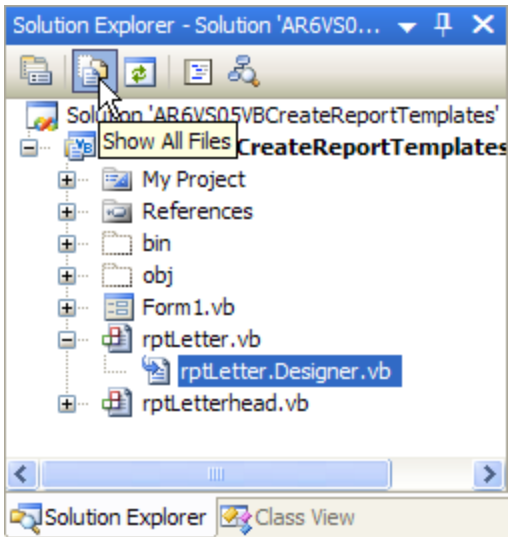 Solution Explorer - Solution 'AR6VS0...
Solution 'AR6VS05VBCreateReportTemplates'
Show All Files CreateReportTemplates
My Project
References
bin
obj
Form1.vb
rptLetter.vb
rptLetter.Designer.vb
rptLetterhead.vb
Solution Explorer Class View